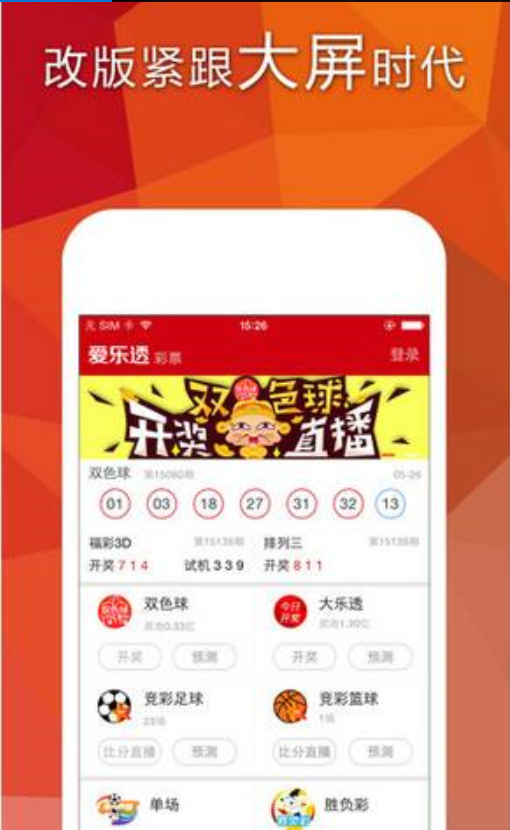 改版紧跟大屏时代
无 SIM 卡 15:26
爱乐透 彩票 登录
双色球
开奖 直播
双色球 第15060期 05-26
01 03 18 27 31 32 13
福彩3D 第15139期 排列三 第15139期
开奖 7 1 4 试机 3 3 9 开奖 8 1 1
双色球 今日开奖 大乐透
奖池0.33亿 奖池1.30亿
开奖 预测 开奖 预测
竞彩足球 竞彩篮球
23场 1场
比分直播 预测 比分直播 预测
单场 胜负彩